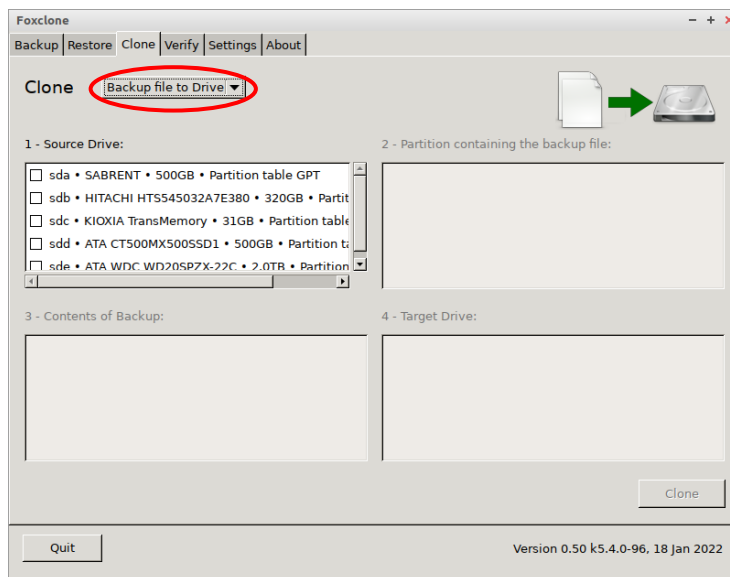 Foxclone
Backup Restore Clone Verify Settings About
Clone Backup file to Drive
1 - Source Drive: 2 - Partition containing the backup file:
sda • SABRENT • 500GB • Partition table GPT
sdb • HITACHI HTS545032A7E380 • 320GB • Partit
sdc • KIOXIA TransMemory • 31GB • Partition table
sdd • ATA CT500MX500SSD1 • 500GB • Partition ta
sde • ATA WDC WD20SPZX-22C • 2.0TB • Partition
3 - Contents of Backup: 4 - Target Drive:
Clone
Quit Version 0.50 k5.4.0-96, 18 Jan 2022